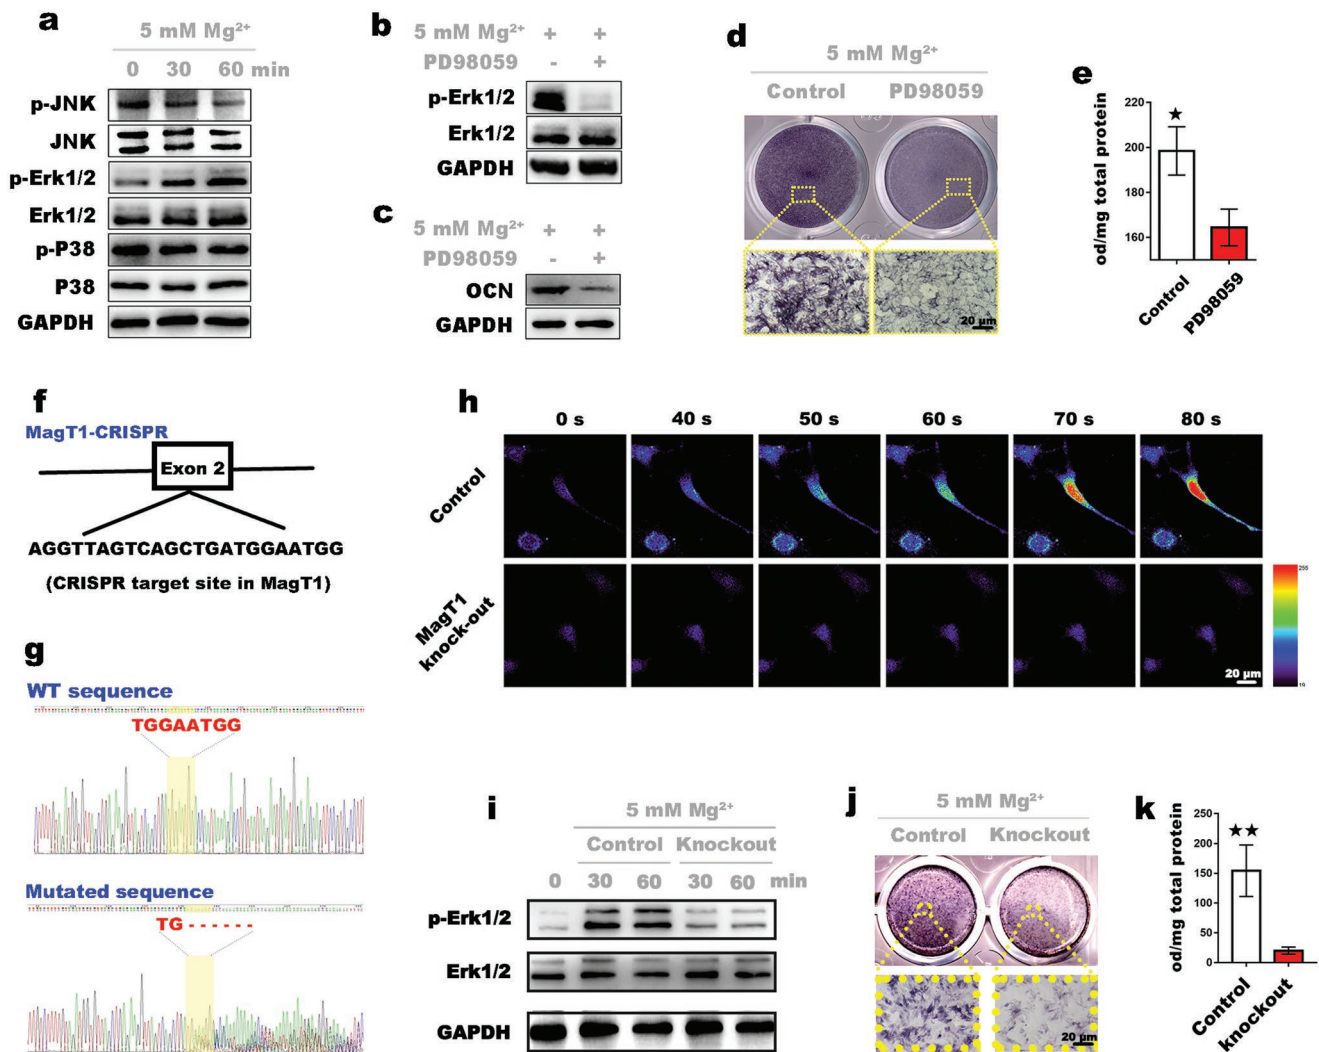 a
5 mM Mg²⁺
0 30 60 min
p-JNK
JNK
p-Erk1/2
Erk1/2
p-P38
P38
GAPDH
b
5 mM Mg²⁺ + +
PD98059 - +
p-Erk1/2
Erk1/2
GAPDH
c
5 mM Mg²⁺ + +
PD98059 - +
OCN
GAPDH
d
5 mM Mg²⁺
Control PD98059
20 μm
e
od/mg total protein
220
200
180
160
★
Control
PD98059
f
MagT1-CRISPR
Exon 2
AGGTTAGTCAGCTGATGGAATGG
(CRISPR target site in MagT1)
g
WT sequence
TGGAATGG
Mutated sequence
TG------
h
0 s 40 s 50 s 60 s 70 s 80 s
Control
MagT1
knock-out
20 μm
255
19
i
5 mM Mg²⁺
Control Knockout
0 30 60 30 60 min
p-Erk1/2
Erk1/2
GAPDH
j
5 mM Mg²⁺
Control Knockout
20 μm
k
od/mg total protein
250
200
150
100
50
0
★★
Control
knockout